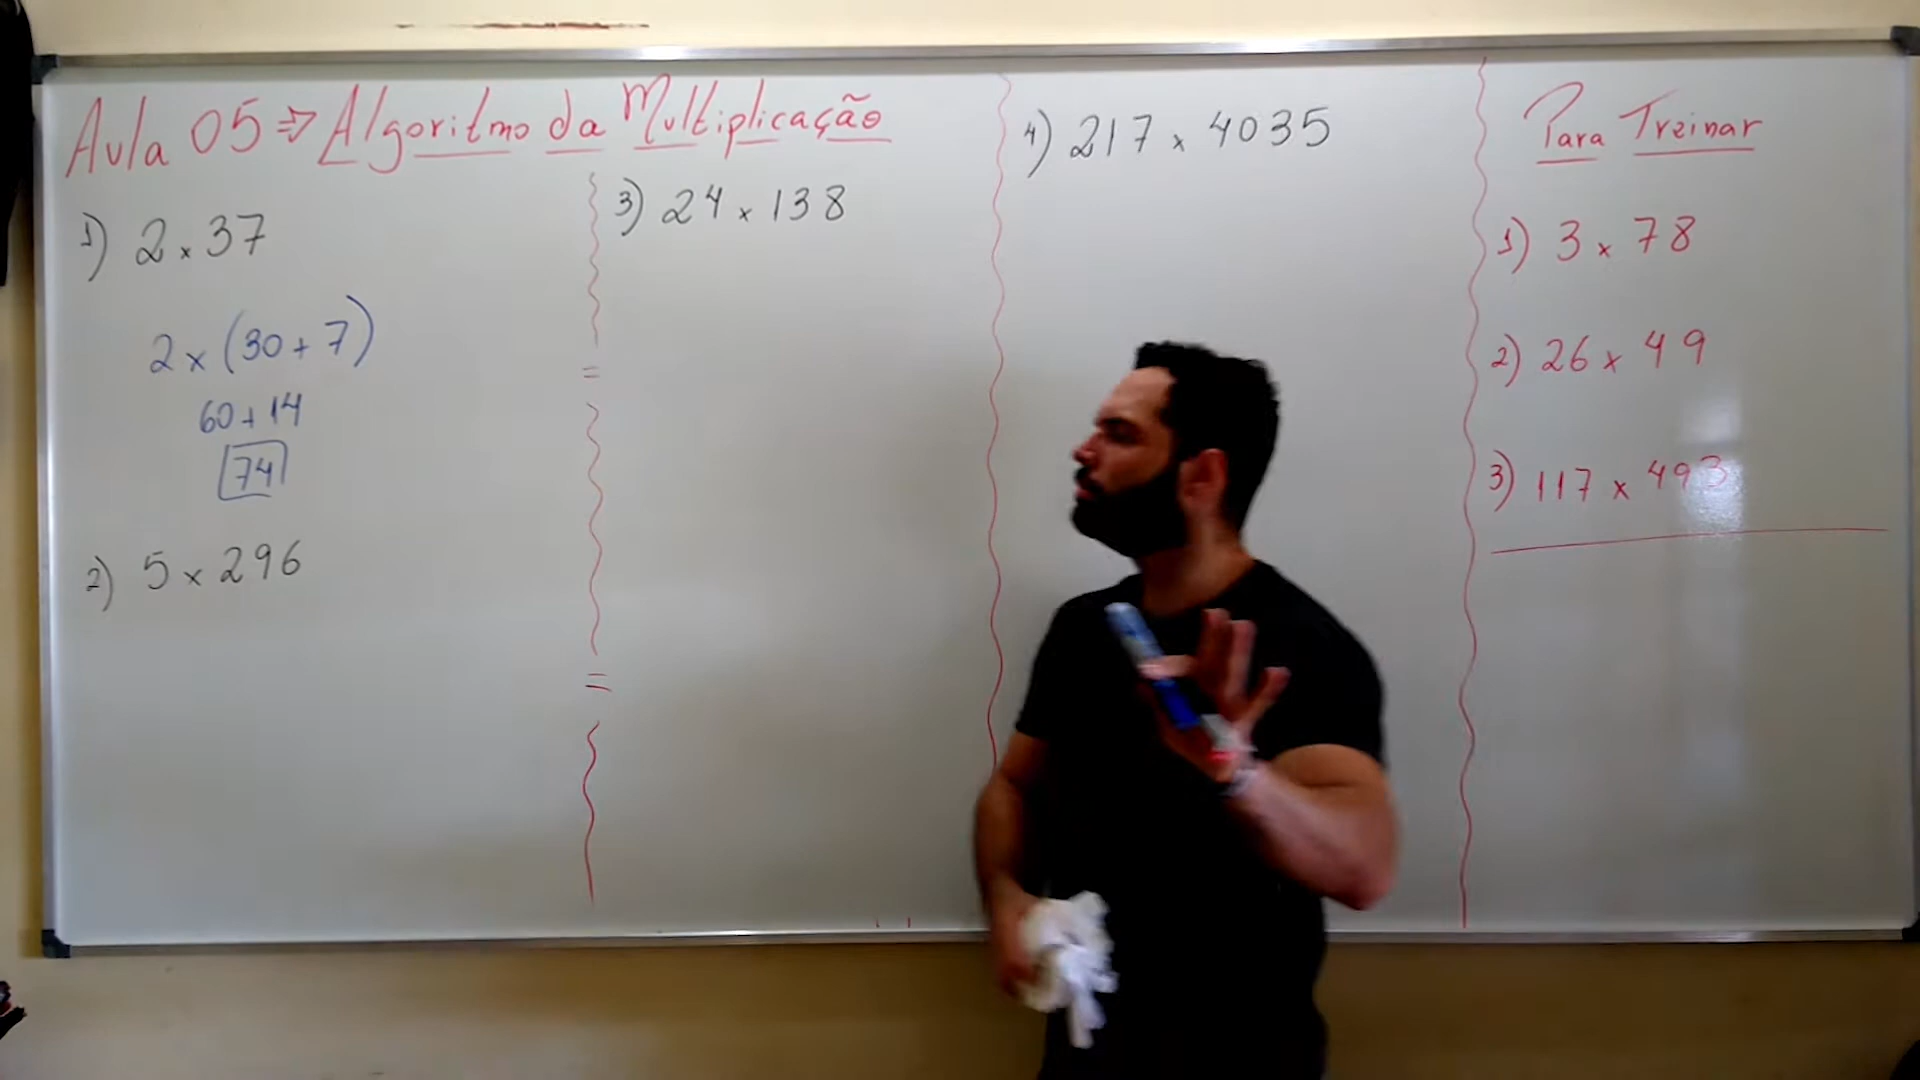 Aula 05 ⇒ Algoritmo da Multiplicação
1) 2 x 37
2 x (30 + 7)
60 + 14
74
2) 5 x 296
3) 24 x 138
4) 217 x 4035
Para Treinar
1) 3 x 78
2) 26 x 49
3) 117 x 493